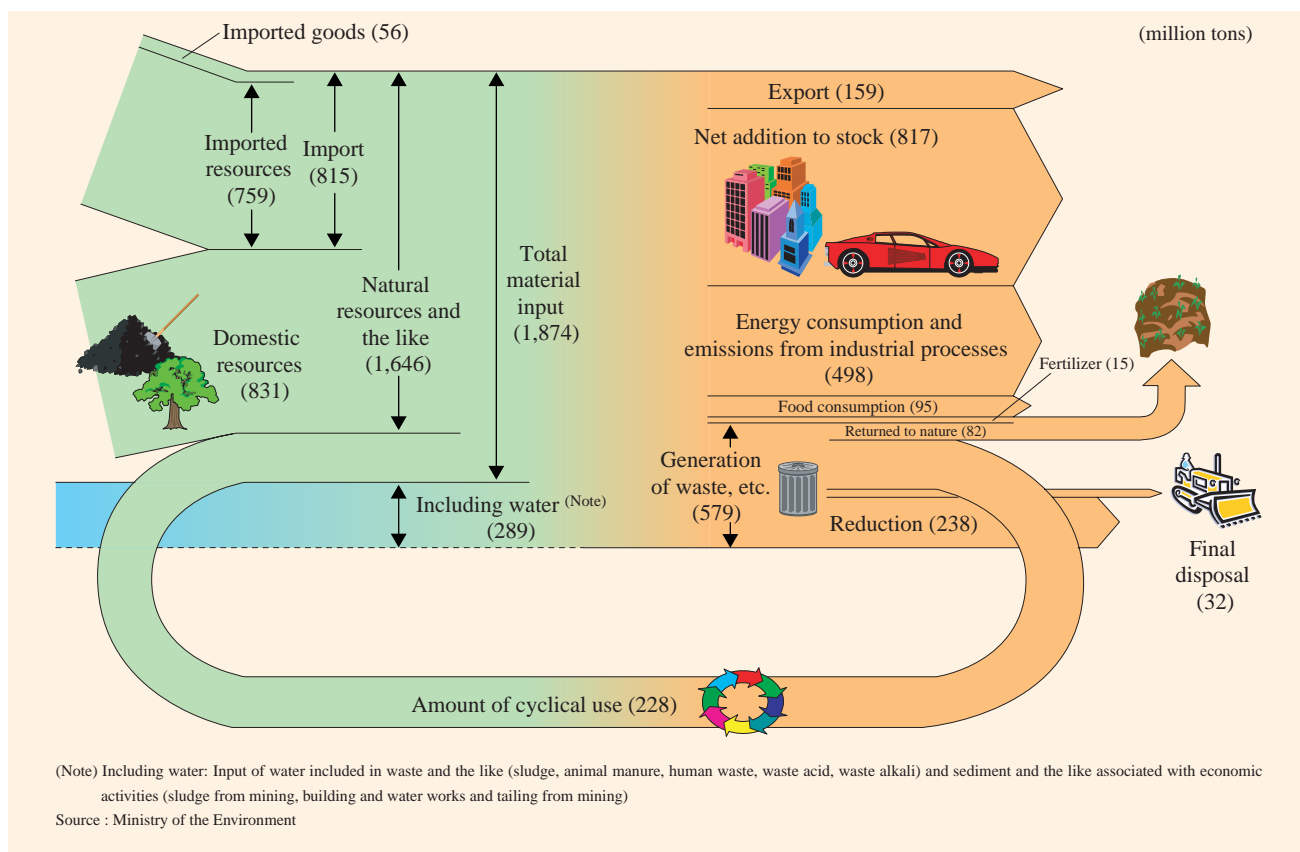 Imported goods (56)
(million tons)
Export (159)
Imported
resources
(759)
Import
(815)
Net addition to stock (817)
Total
material
input
(1,874)
Natural
resources and
the like
(1,646)
Domestic
resources
(831)
Energy consumption and
emissions from industrial processes
(498)
Fertilizer (15)
Food consumption (95)
Returned to nature (82)
Generation
of waste, etc.
(579)
Including water (Note)
(289)
Reduction (238)
Final
disposal
(32)
Amount of cyclical use (228)
(Note) Including water: Input of water included in waste and the like (sludge, animal manure, human waste, waste acid, waste alkali) and sediment and the like associated with economic
activities (sludge from mining, building and water works and tailing from mining)
Source : Ministry of the Environment